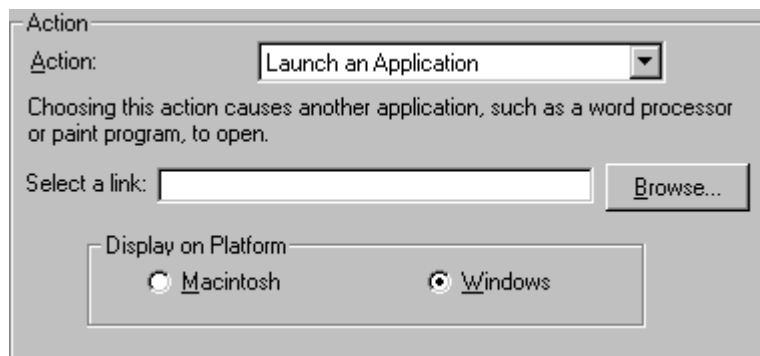 Action
Action: Launch an Application
Choosing this action causes another application, such as a word processor
or paint program, to open.
Select a link: Browse...
Display on Platform
Macintosh Windows